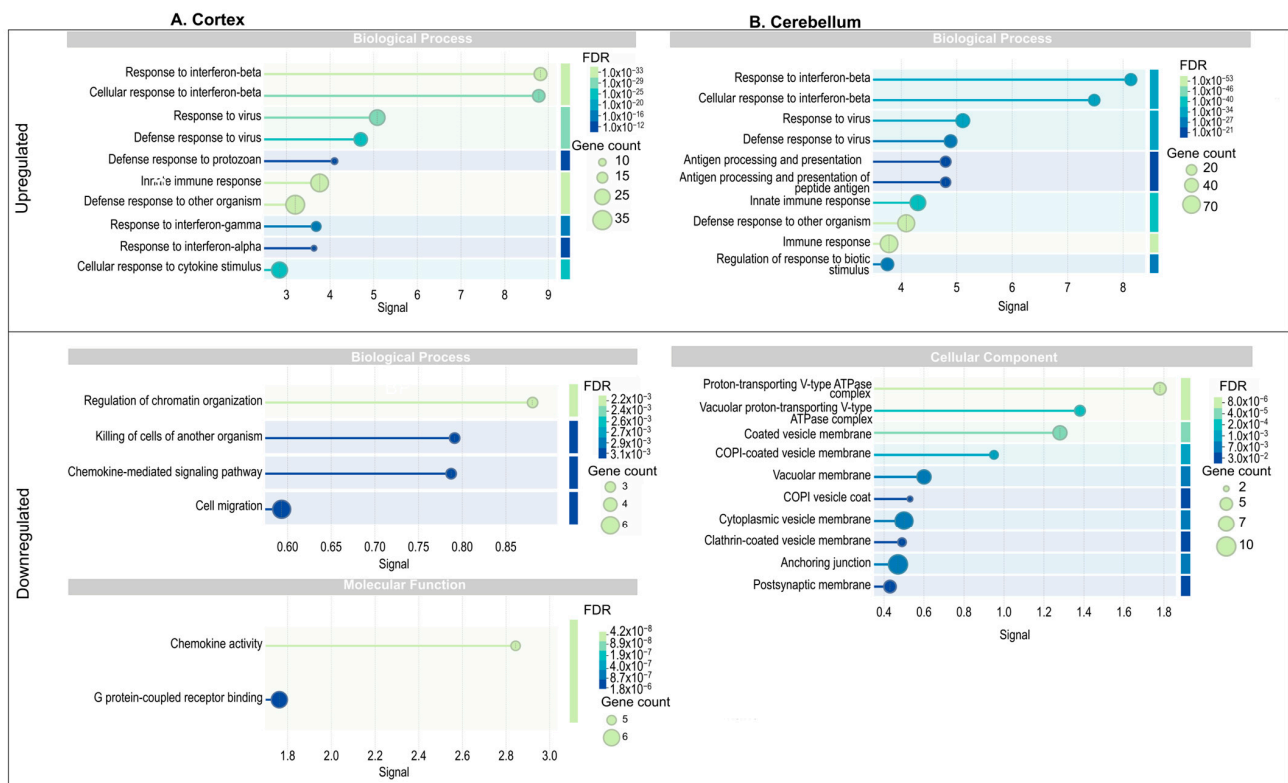 A. Cortex
B. Cerebellum
Upregulated
Biological Process
Response to interferon-beta
Cellular response to interferon-beta
Response to virus
Defense response to virus
Defense response to protozoan
Innate immune response
Defense response to other organism
Response to interferon-gamma
Response to interferon-alpha
Cellular response to cytokine stimulus
3 4 5 6 7 8 9
Signal
FDR
1.0x10⁻³³
1.0x10⁻²⁹
1.0x10⁻²⁵
1.0x10⁻²⁰
1.0x10⁻¹⁶
1.0x10⁻¹²
Gene count
10
15
25
35
Biological Process
Response to interferon-beta
Cellular response to interferon-beta
Response to virus
Defense response to virus
Antigen processing and presentation
Antigen processing and presentation of
peptide antigen
Innate immune response
Defense response to other organism
Immune response
Regulation of response to biotic
stimulus
4 5 6 7 8
Signal
FDR
1.0x10⁻⁵³
1.0x10⁻⁴⁶
1.0x10⁻⁴⁰
1.0x10⁻³⁴
1.0x10⁻²⁷
1.0x10⁻²¹
Gene count
20
40
70
Downregulated
Biological Process
Regulation of chromatin organization
Killing of cells of another organism
Chemokine-mediated signaling pathway
Cell migration
0.60 0.65 0.70 0.75 0.80 0.85
Signal
FDR
2.2x10⁻³
2.4x10⁻³
2.6x10⁻³
2.7x10⁻³
2.9x10⁻³
3.1x10⁻³
Gene count
3
4
6
Molecular Function
Chemokine activity
G protein-coupled receptor binding
1.8 2.0 2.2 2.4 2.6 2.8 3.0
Signal
FDR
4.2x10⁻⁸
8.9x10⁻⁸
1.9x10⁻⁷
4.0x10⁻⁷
8.7x10⁻⁷
1.8x10⁻⁶
Gene count
5
6
Cellular Component
Proton-transporting V-type ATPase
complex
Vacuolar proton-transporting V-type
ATPase complex
Coated vesicle membrane
COPI-coated vesicle membrane
Vacuolar membrane
COPI vesicle coat
Cytoplasmic vesicle membrane
Clathrin-coated vesicle membrane
Anchoring junction
Postsynaptic membrane
0.4 0.6 0.8 1.0 1.2 1.4 1.6 1.8
Signal
FDR
8.0x10⁻⁶
4.0x10⁻⁵
2.0x10⁻⁴
1.0x10⁻³
7.0x10⁻³
3.0x10⁻²
Gene count
2
5
7
10